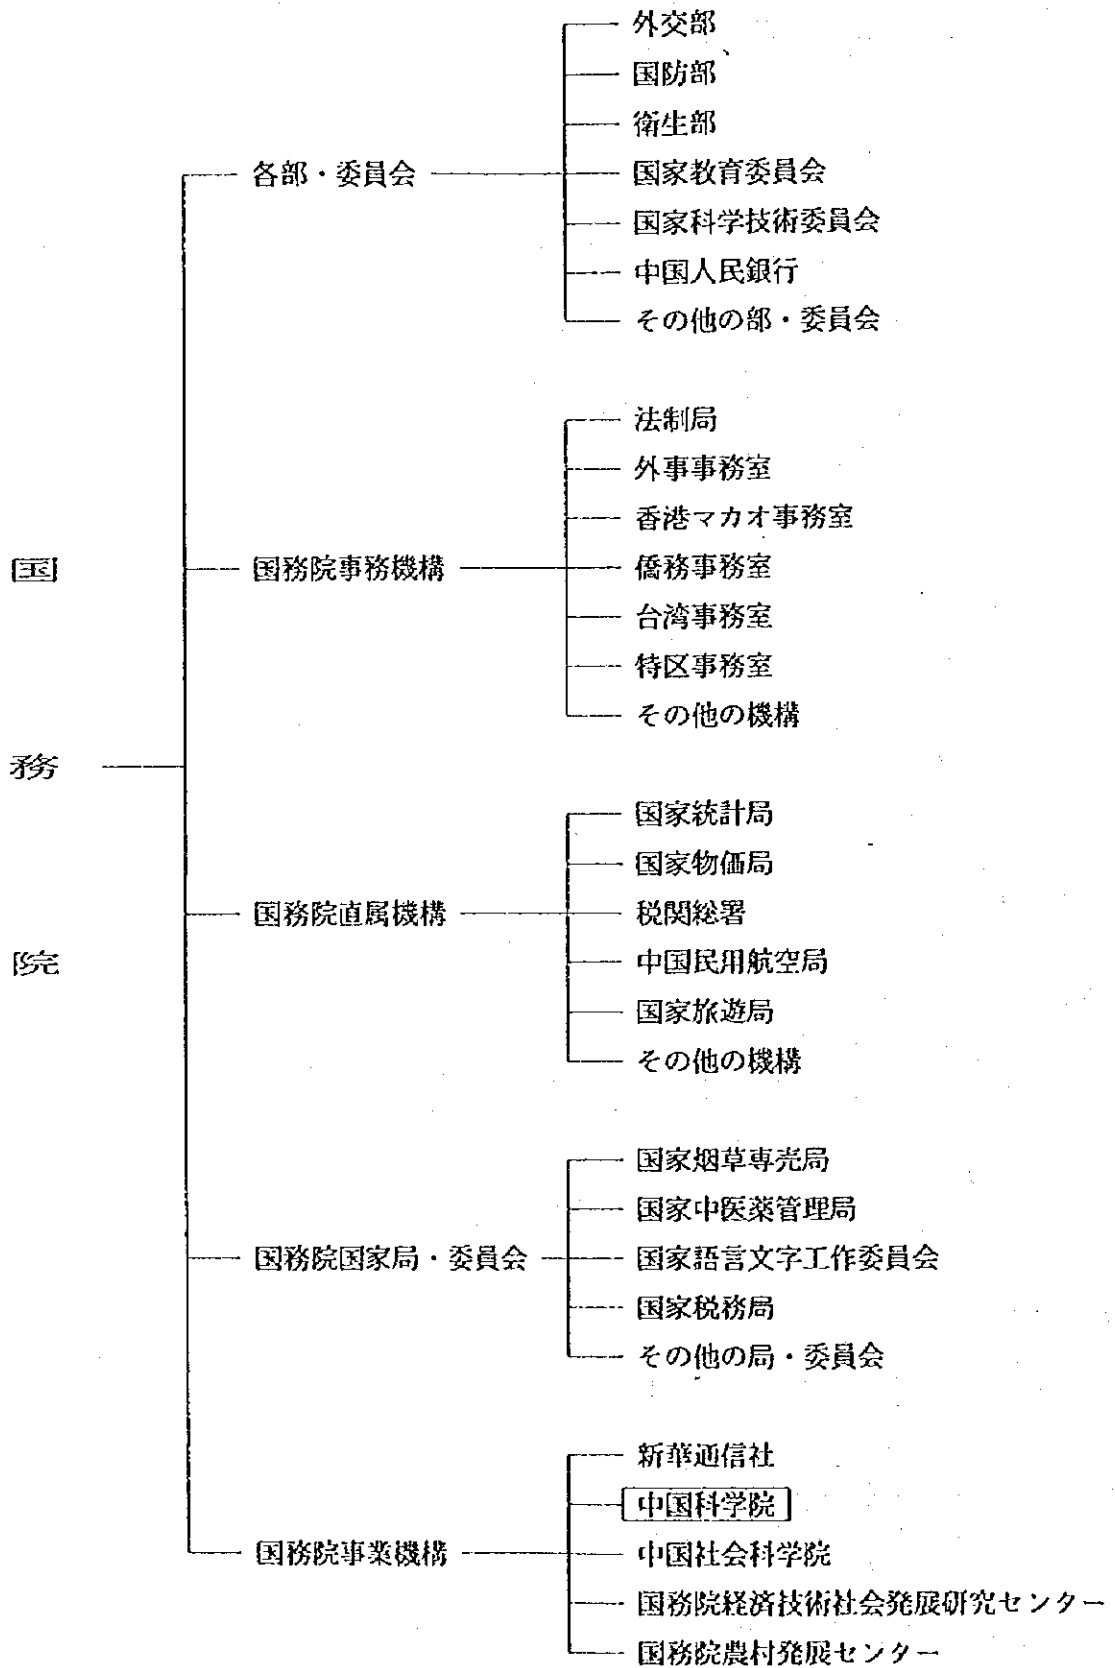 国務院
各部・委員会
外交部
国防部
衛生部
国家教育委員会
国家科学技術委員会
中国人民銀行
その他の部・委員会
国務院事務機構
法制局
外事事務室
香港マカオ事務室
僑務事務室
台湾事務室
特区事務室
その他の機構
国務院直属機構
国家統計局
国家物価局
税関総署
中国民用航空局
国家旅遊局
その他の機構
国務院国家局・委員会
国家烟草専売局
国家中医薬管理局
国家語言文字工作委員会
国家税務局
その他の局・委員会
国務院事業機構
新華通信社
中国科学院
中国社会科学院
国務院経済技術社会発展研究センター
国務院農村発展センター